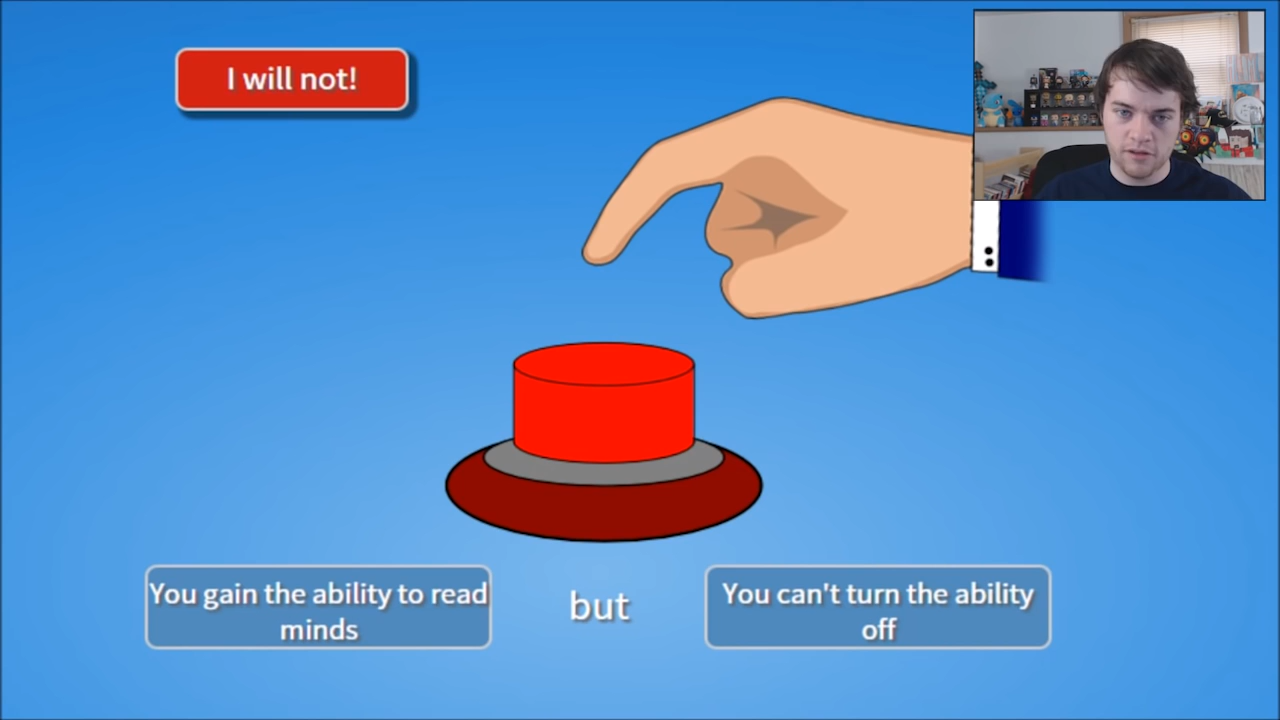 I will not!
You gain the ability to read
minds
but
You can't turn the ability
off